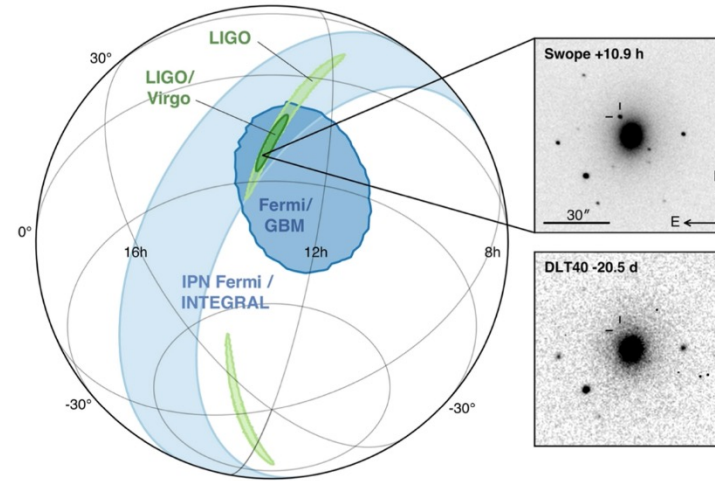 LIGO
LIGO/
Virgo
30°
0°
-30°
-30°
16h
12h
8h
Fermi/
GBM
IPN Fermi /
INTEGRAL
Swope +10.9 h
30"
E
DLT40 -20.5 d